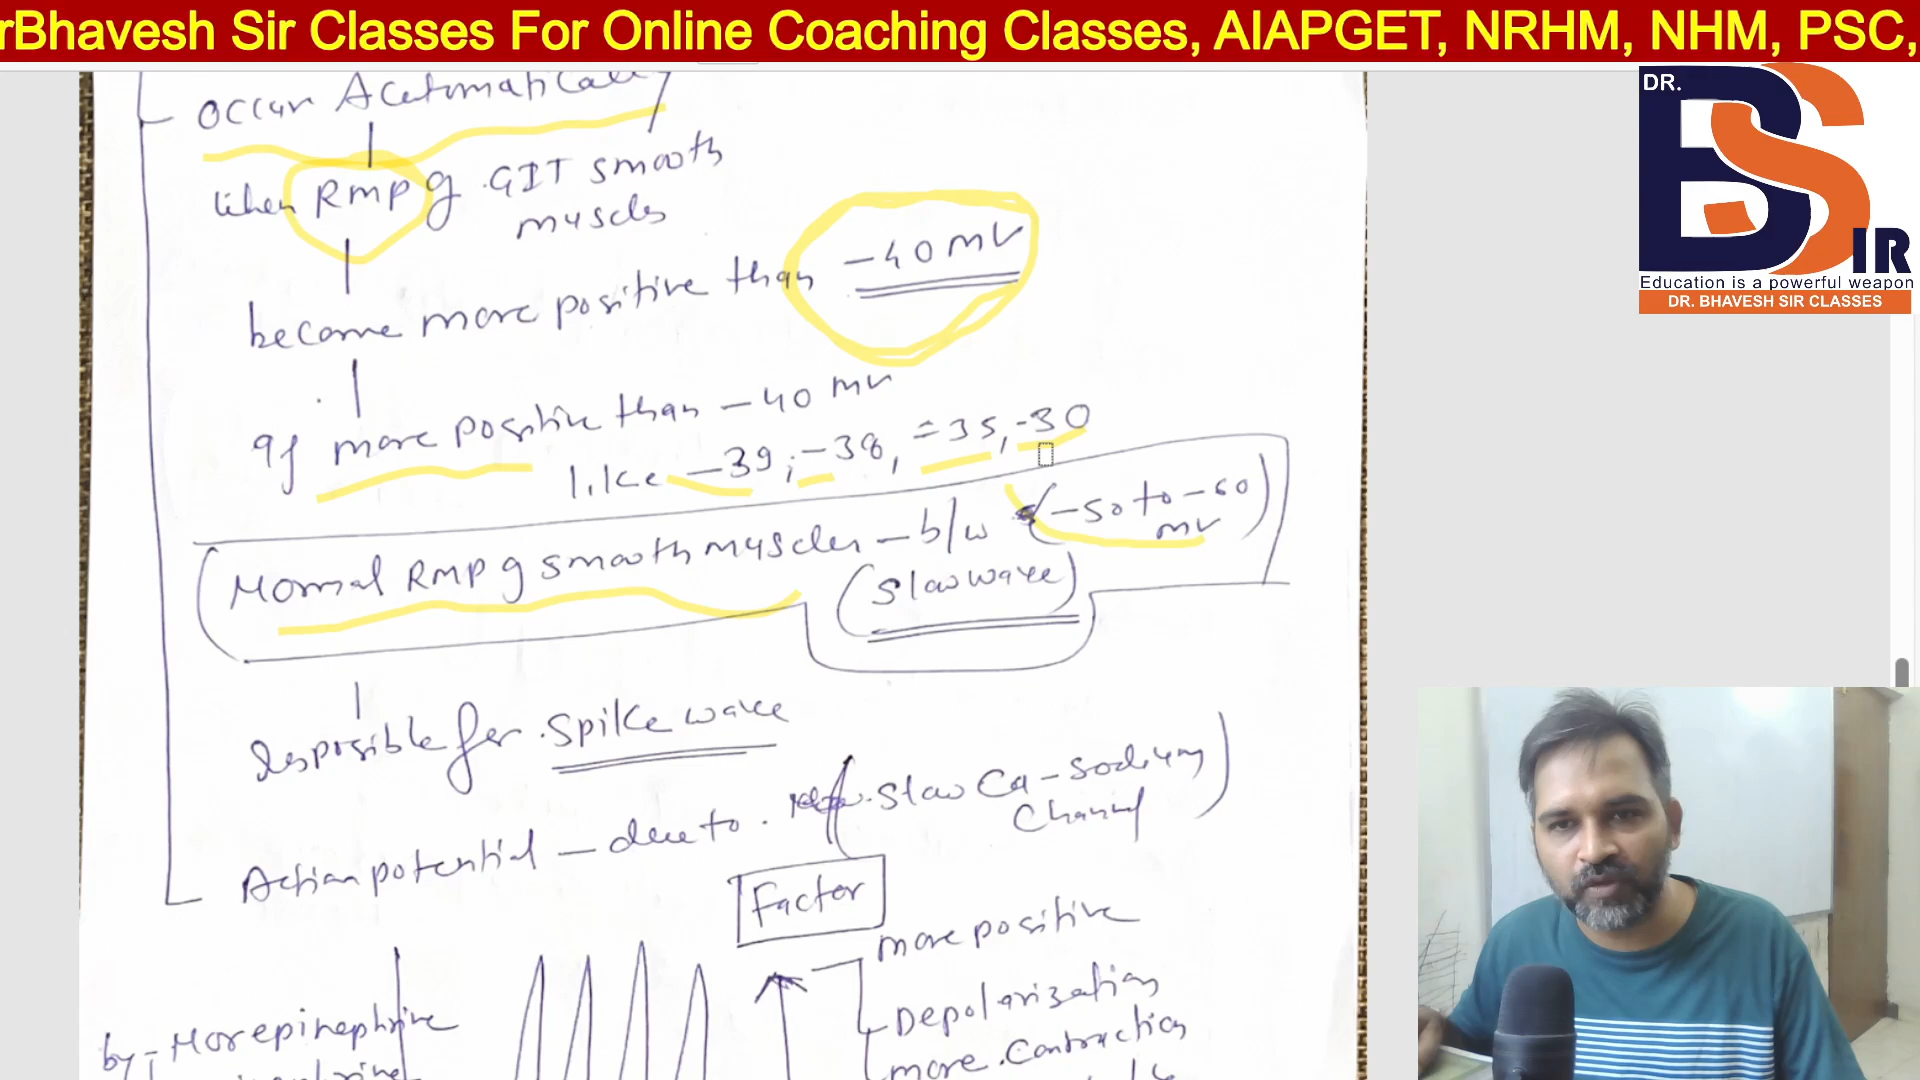 rBhavesh Sir Classes For Online Coaching Classes, AIAPGET, NRHM, NHM, PSC,
DR.
BS
IR
Education is a powerful weapon
DR. BHAVESH SIR CLASSES
occur Acutomatically
when RMP of GIT smooth
muscles
become more positive than -40 mv
If more positive than -40 mv
like -39, -38, -35, -30
Normal RMP of smooth muscles - b/w (-50 to -60
mv
(Slow wave)
Resposible for spike wave
Action potential - due to slow Ca - Sodium
Channel
Factor
more positive
by - Norepinephrine
Depolarization
more contraction